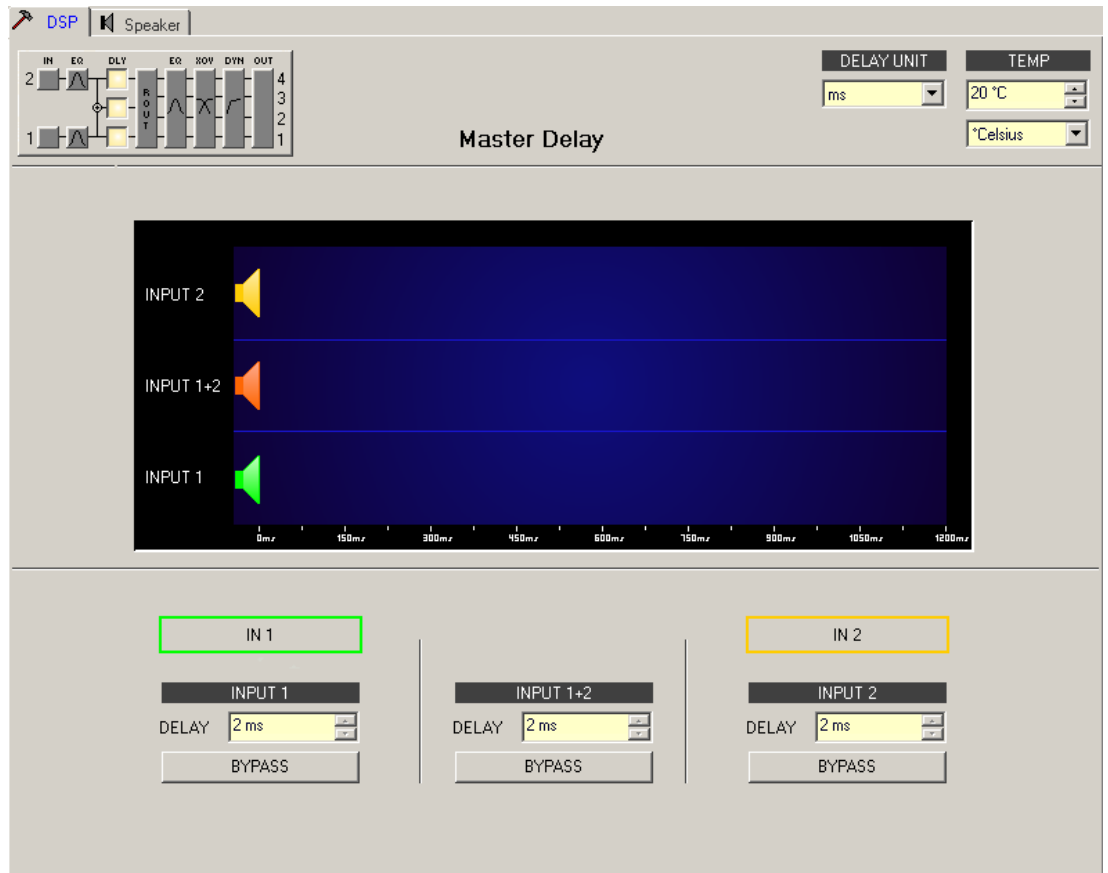 DSP Speaker
IN EQ DLY EQ XOV DYN OUT
2 4
ROUT 3
2
1 1
Master Delay
DELAY UNIT TEMP
ms 20 °C
°Celsius
INPUT 2
INPUT 1+2
INPUT 1
0ms 150ms 300ms 450ms 600ms 750ms 900ms 1050ms 1200ms
IN 1 IN 2
INPUT 1 INPUT 1+2 INPUT 2
DELAY 2 ms DELAY 2 ms DELAY 2 ms
BYPASS BYPASS BYPASS